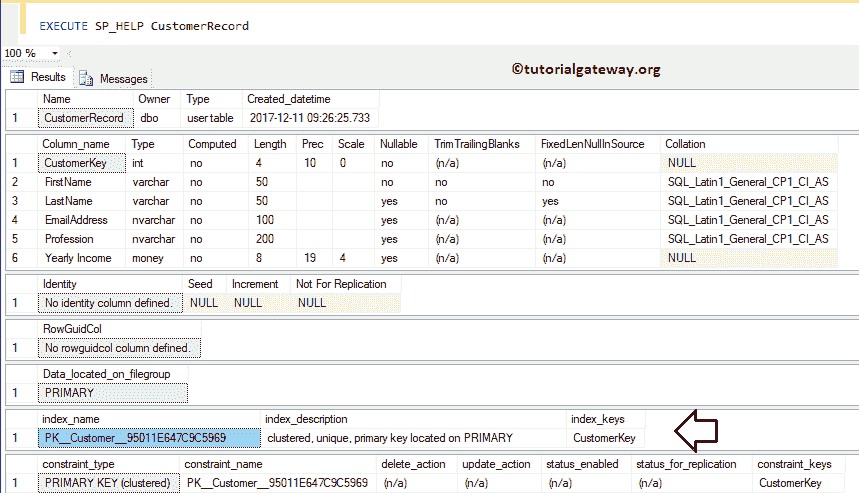 EXECUTE SP_HELP CustomerRecord
100 %
Results Messages
©tutorialgateway.org
Name Owner Type Created_datetime
1 CustomerRecord dbo user table 2017-12-11 09:26:25.733
Column_name Type Computed Length Prec Scale Nullable TrimTrailingBlanks FixedLenNullInSource Collation
1 CustomerKey int no 4 10 0 no (n/a) (n/a) NULL
2 FirstName varchar no 50 no no no SQL_Latin1_General_CP1_CI_AS
3 LastName varchar no 50 yes no yes SQL_Latin1_General_CP1_CI_AS
4 EmailAddress nvarchar no 100 yes (n/a) (n/a) SQL_Latin1_General_CP1_CI_AS
5 Profession nvarchar no 200 yes (n/a) (n/a) SQL_Latin1_General_CP1_CI_AS
6 Yearly Income money no 8 19 4 yes (n/a) (n/a) NULL
Identity Seed Increment Not For Replication
1 No identity column defined. NULL NULL NULL
RowGuidCol
1 No rowguidcol column defined.
Data_located_on_filegroup
1 PRIMARY
index_name index_description index_keys
1 PK__Customer__95011E647C9C5969 clustered, unique, primary key located on PRIMARY CustomerKey
constraint_type constraint_name delete_action update_action status_enabled status_for_replication constraint_keys
1 PRIMARY KEY (clustered) PK__Customer__95011E647C9C5969 (n/a) (n/a) (n/a) (n/a) CustomerKey